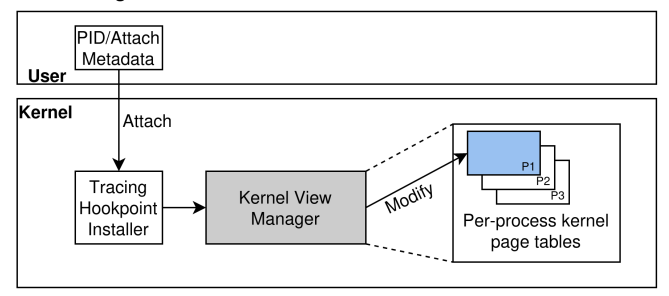 PID/Attach
Metadata
User
Kernel
Attach
Tracing
Hookpoint
Installer
Kernel View
Manager
Modify
P1
P2
P3
Per-process kernel
page tables